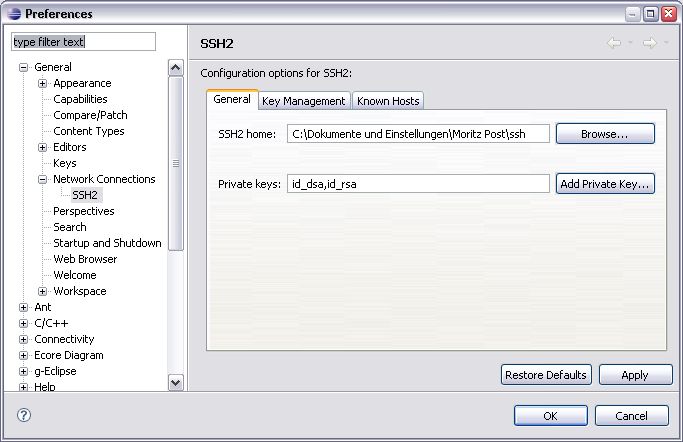 Preferences
type filter text
SSH2
General
Appearance
Capabilities
Compare/Patch
Content Types
Editors
Keys
Network Connections
SSH2
Perspectives
Search
Startup and Shutdown
Web Browser
Welcome
Workspace
Ant
C/C++
Connectivity
Ecore Diagram
g-Eclipse
Help
Configuration options for SSH2:
General Key Management Known Hosts
SSH2 home: C:\Dokumente und Einstellungen\Moritz Post\ssh Browse...
Private keys: id_dsa,id_rsa Add Private Key...
Restore Defaults Apply
? OK Cancel